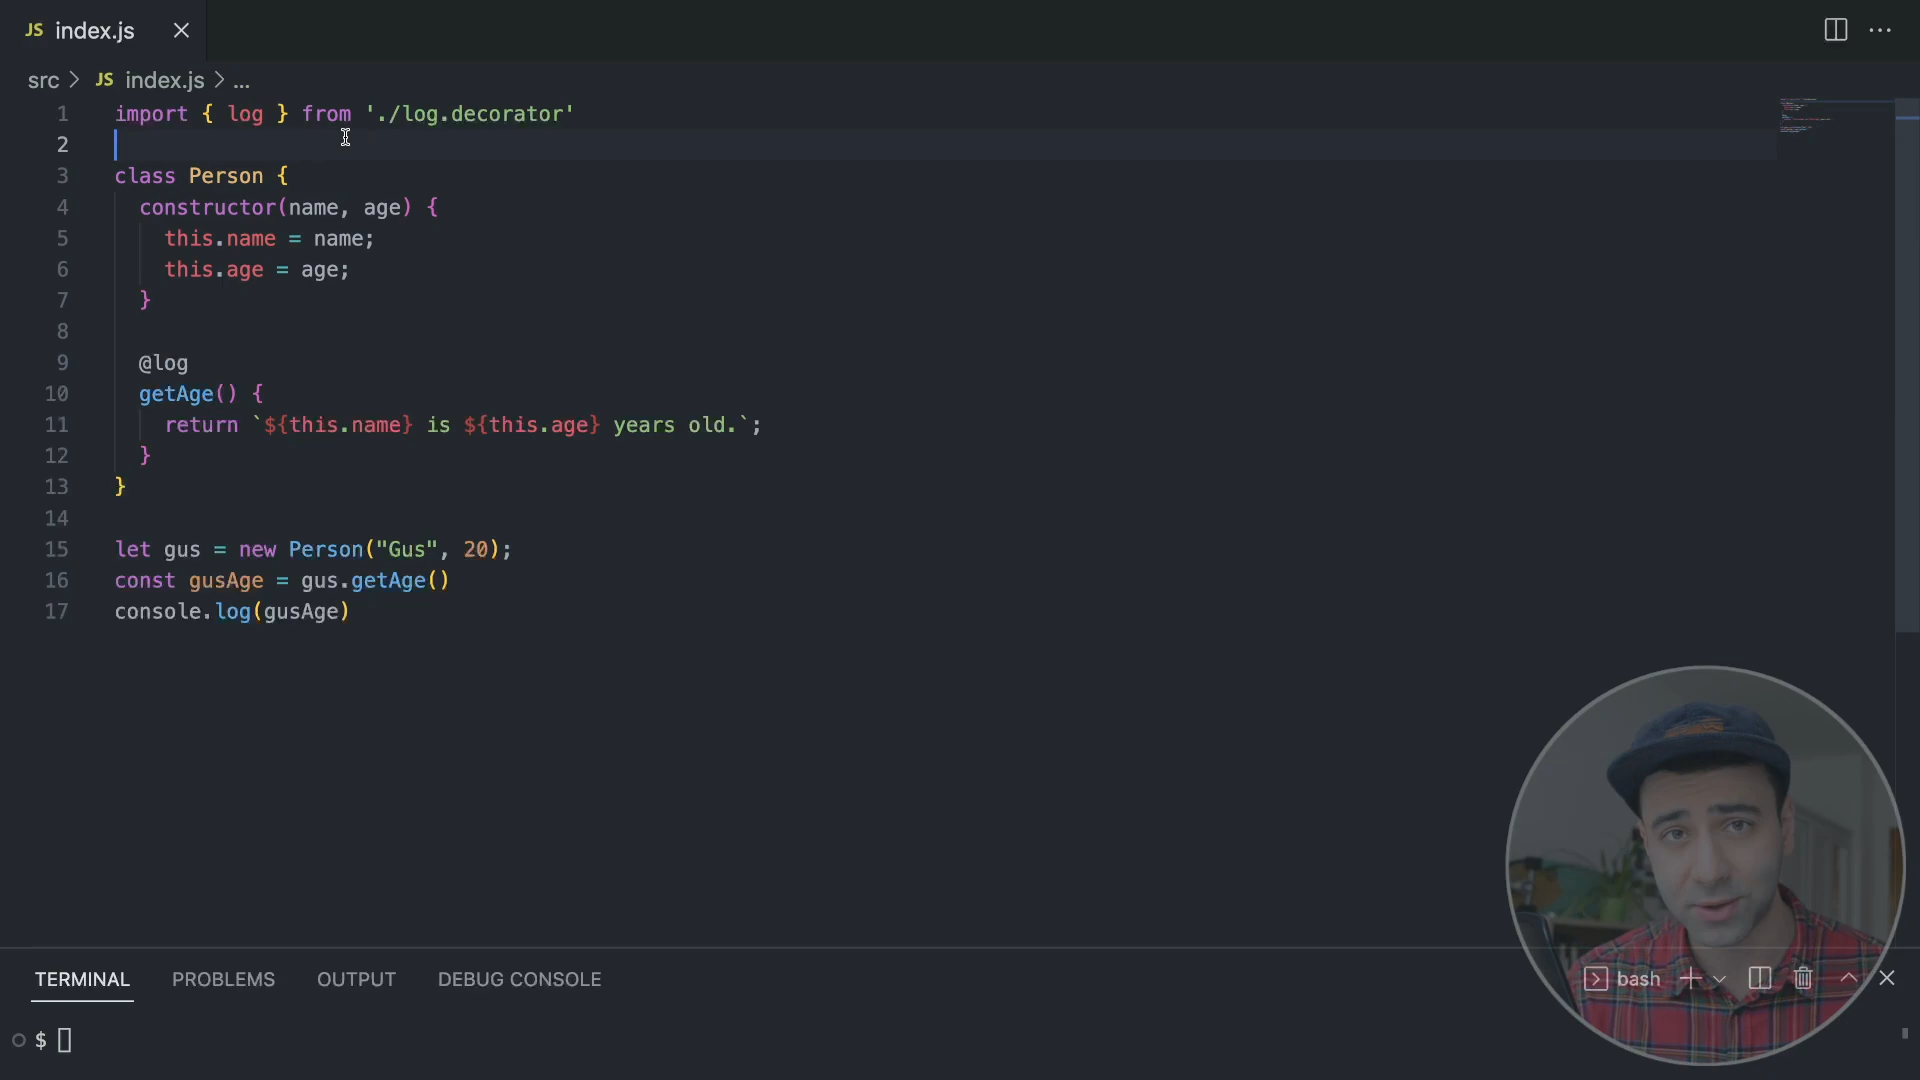 JS index.js
src > JS index.js > ...
1 import { log } from './log.decorator'
2
3 class Person {
4 constructor(name, age) {
5 this.name = name;
6 this.age = age;
7 }
8
9 @log
10 getAge() {
11 return `${this.name} is ${this.age} years old.`;
12 }
13 }
14
15 let gus = new Person("Gus", 20);
16 const gusAge = gus.getAge()
17 console.log(gusAge)
TERMINAL PROBLEMS OUTPUT DEBUG CONSOLE bash
$